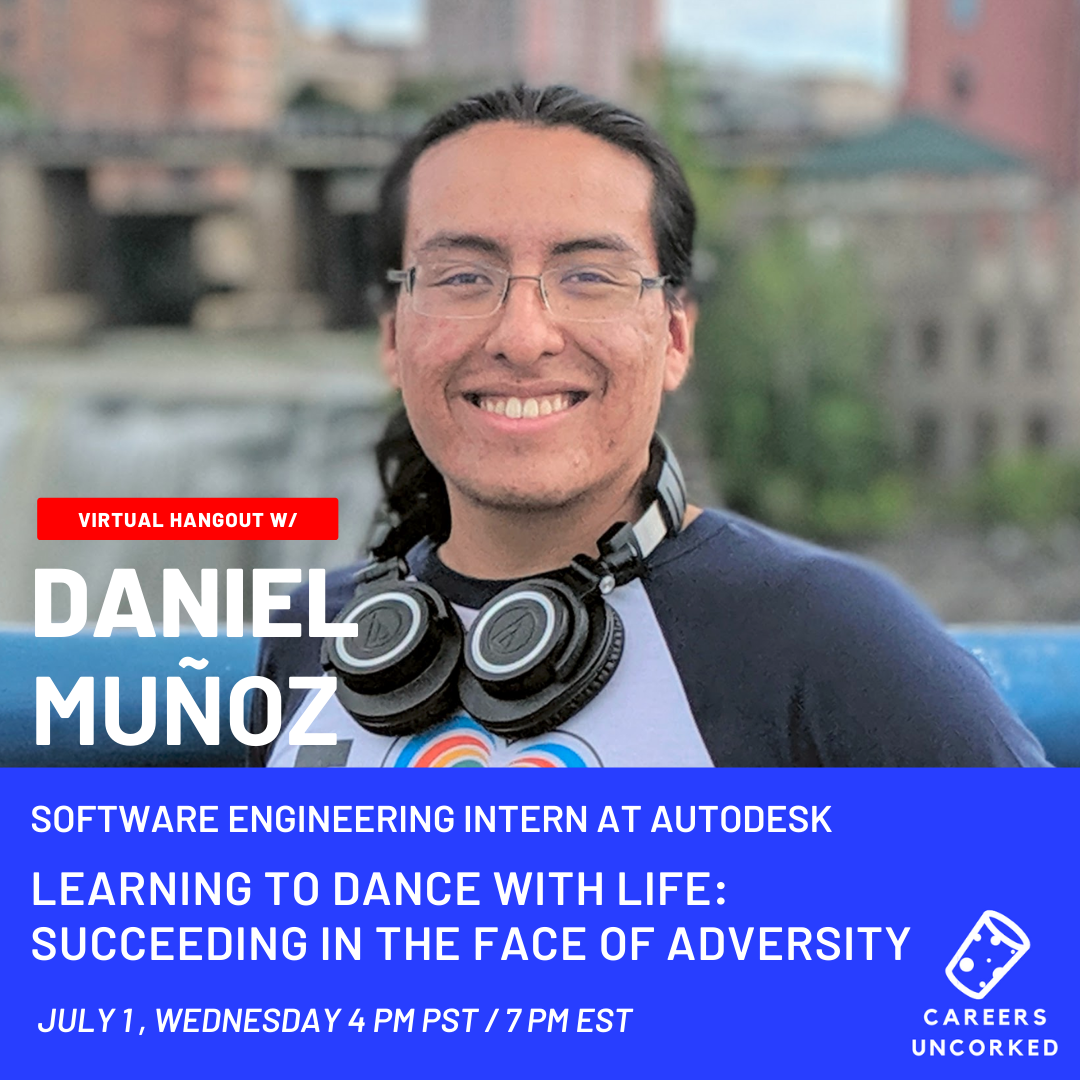 VIRTUAL HANGOUT W/
DANIEL
MUÑOZ
SOFTWARE ENGINEERING INTERN AT AUTODESK
LEARNING TO DANCE WITH LIFE:
SUCCEEDING IN THE FACE OF ADVERSITY
JULY 1, WEDNESDAY 4 PM PST / 7 PM EST
CAREERS
UNCORKED